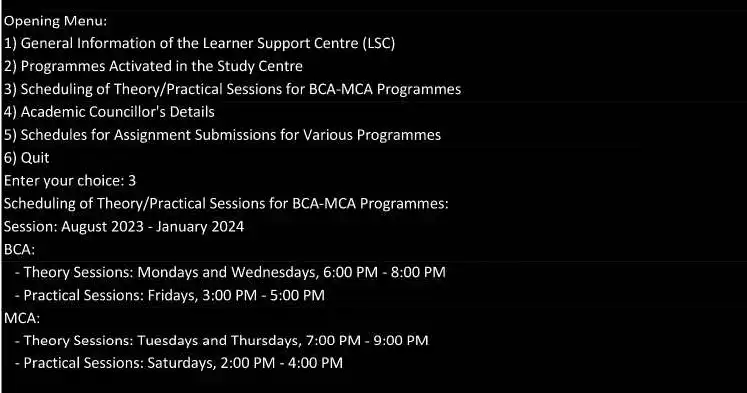 Opening Menu:
1) General Information of the Learner Support Centre (LSC)
2) Programmes Activated in the Study Centre
3) Scheduling of Theory/Practical Sessions for BCA-MCA Programmes
4) Academic Councillor's Details
5) Schedules for Assignment Submissions for Various Programmes
6) Quit
Enter your choice: 3
Scheduling of Theory/Practical Sessions for BCA-MCA Programmes:
Session: August 2023 - January 2024
BCA:
- Theory Sessions: Mondays and Wednesdays, 6:00 PM - 8:00 PM
- Practical Sessions: Fridays, 3:00 PM - 5:00 PM
MCA:
- Theory Sessions: Tuesdays and Thursdays, 7:00 PM - 9:00 PM
- Practical Sessions: Saturdays, 2:00 PM - 4:00 PM